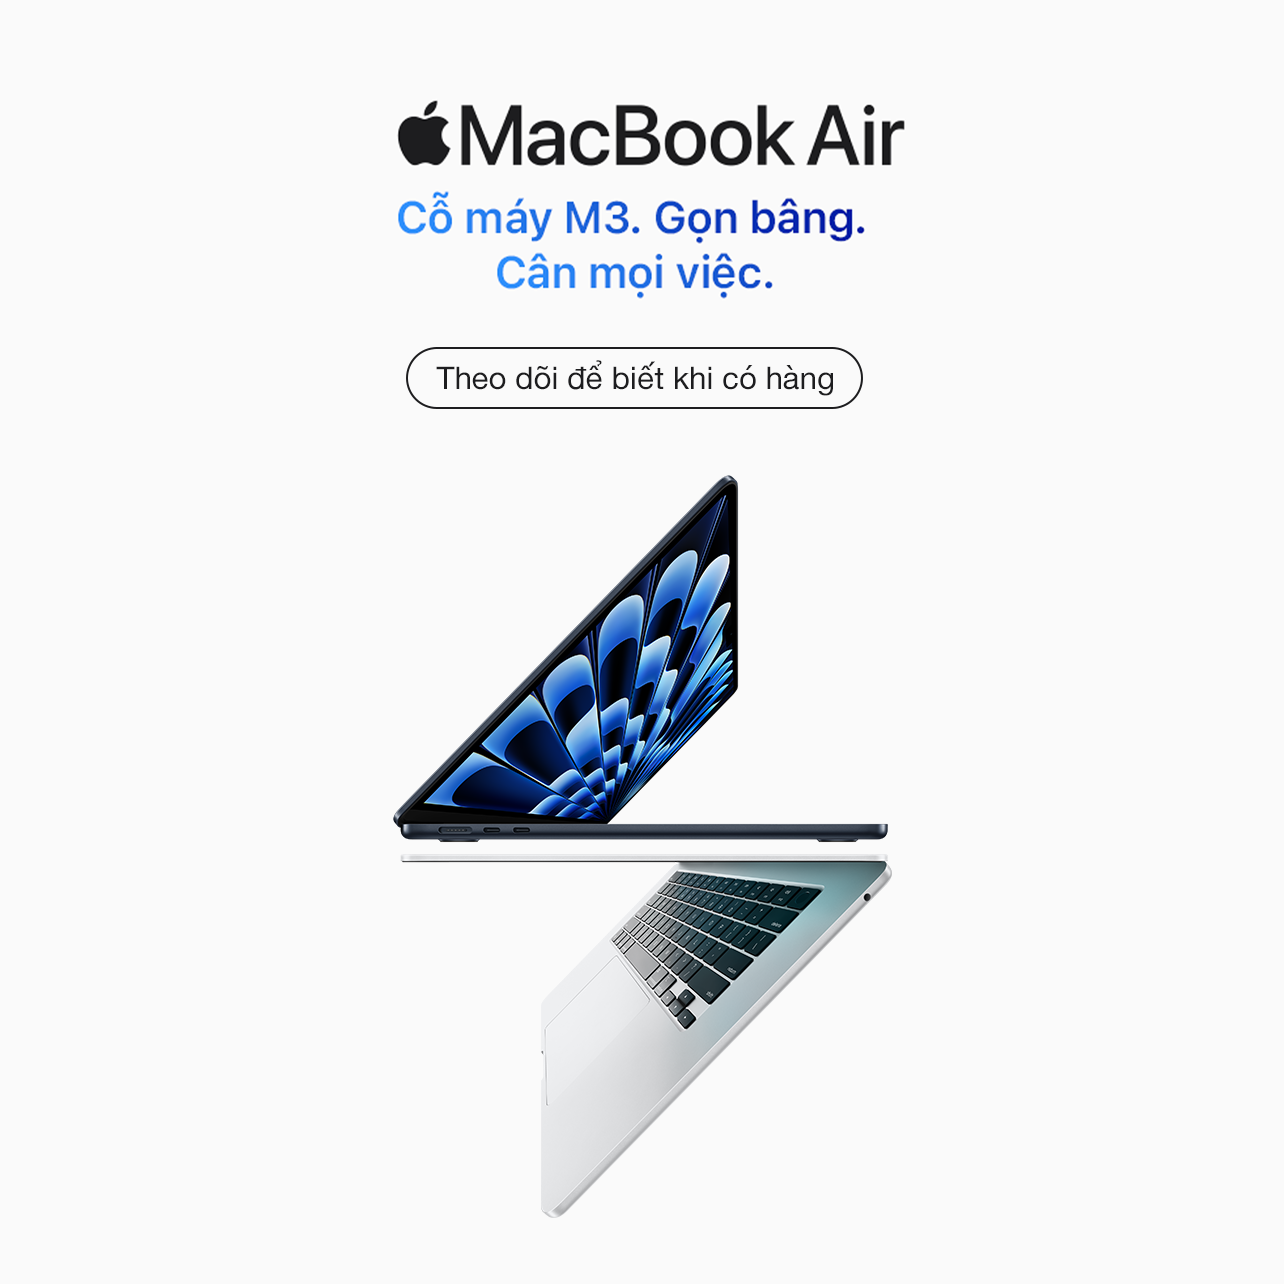 MacBook Air
Cỗ máy M3. Gọn bâng.
Cân mọi việc.
Theo dõi để biết khi có hàng